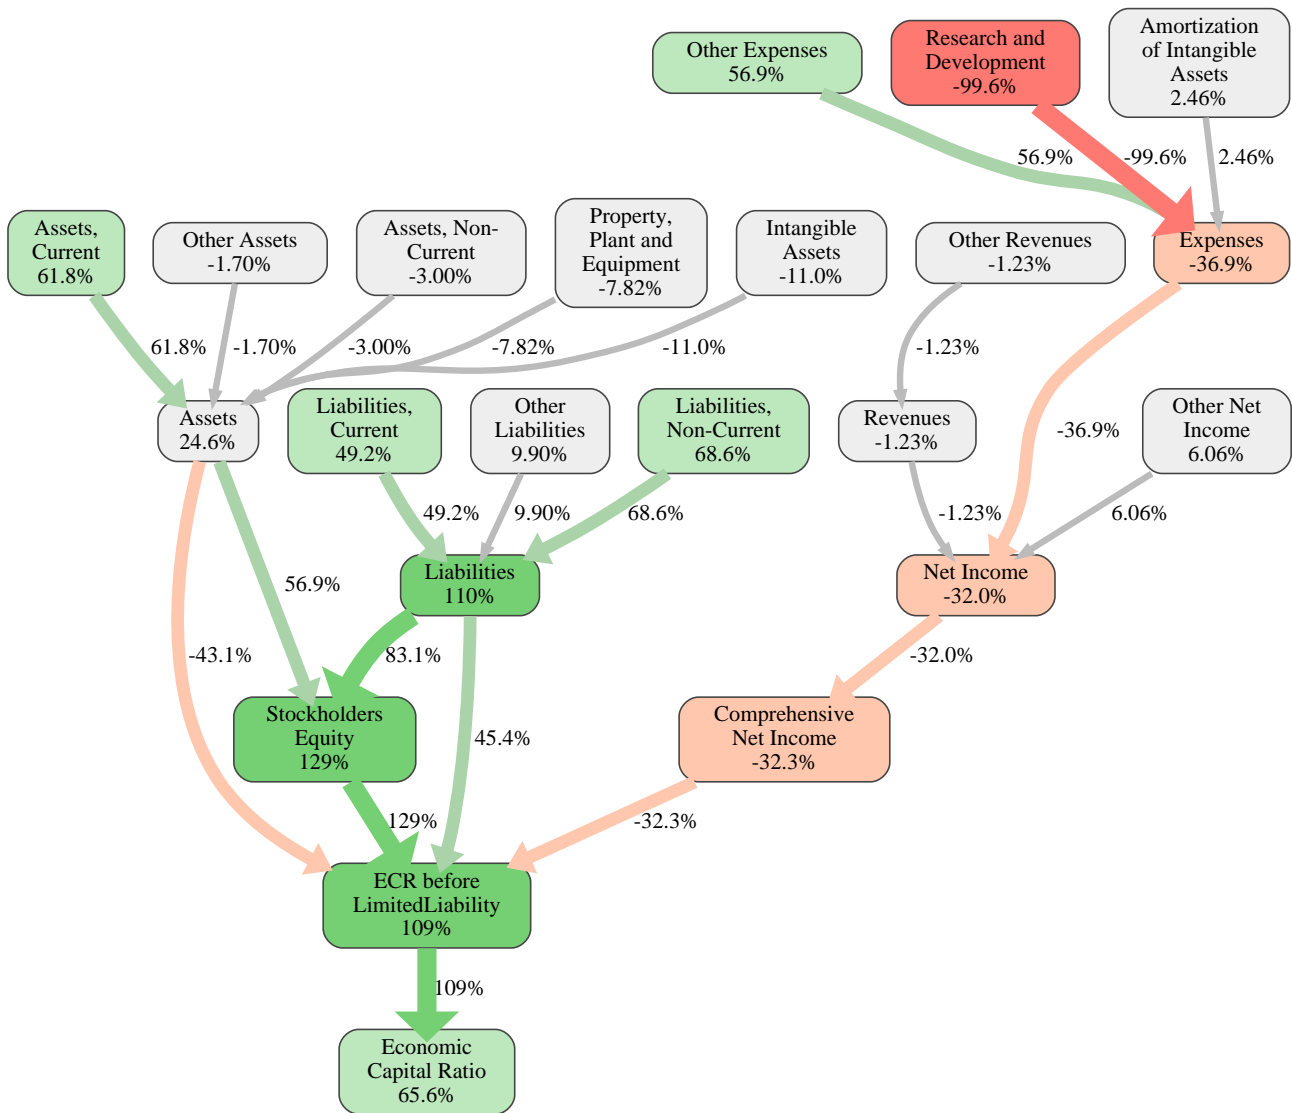 Other Expenses
56.9%
Research and
Development
-99.6%
Amortization
of Intangible
Assets
2.46%
56.9%
-99.6%
2.46%
Assets,
Current
61.8%
Other Assets
-1.70%
Assets, Non-
Current
-3.00%
Property,
Plant and
Equipment
-7.82%
Intangible
Assets
-11.0%
Other Revenues
-1.23%
Expenses
-36.9%
61.8%
-1.70%
-3.00%
-7.82%
-11.0%
-1.23%
-36.9%
Assets
24.6%
Liabilities,
Current
49.2%
Other
Liabilities
9.90%
Liabilities,
Non-Current
68.6%
Revenues
-1.23%
Other Net
Income
6.06%
49.2%
9.90%
68.6%
-1.23%
6.06%
56.9%
Liabilities
110%
Net Income
-32.0%
-43.1%
83.1%
-32.0%
Stockholders
Equity
129%
45.4%
Comprehensive
Net Income
-32.3%
129%
-32.3%
ECR before
LimitedLiability
109%
109%
Economic
Capital Ratio
65.6%